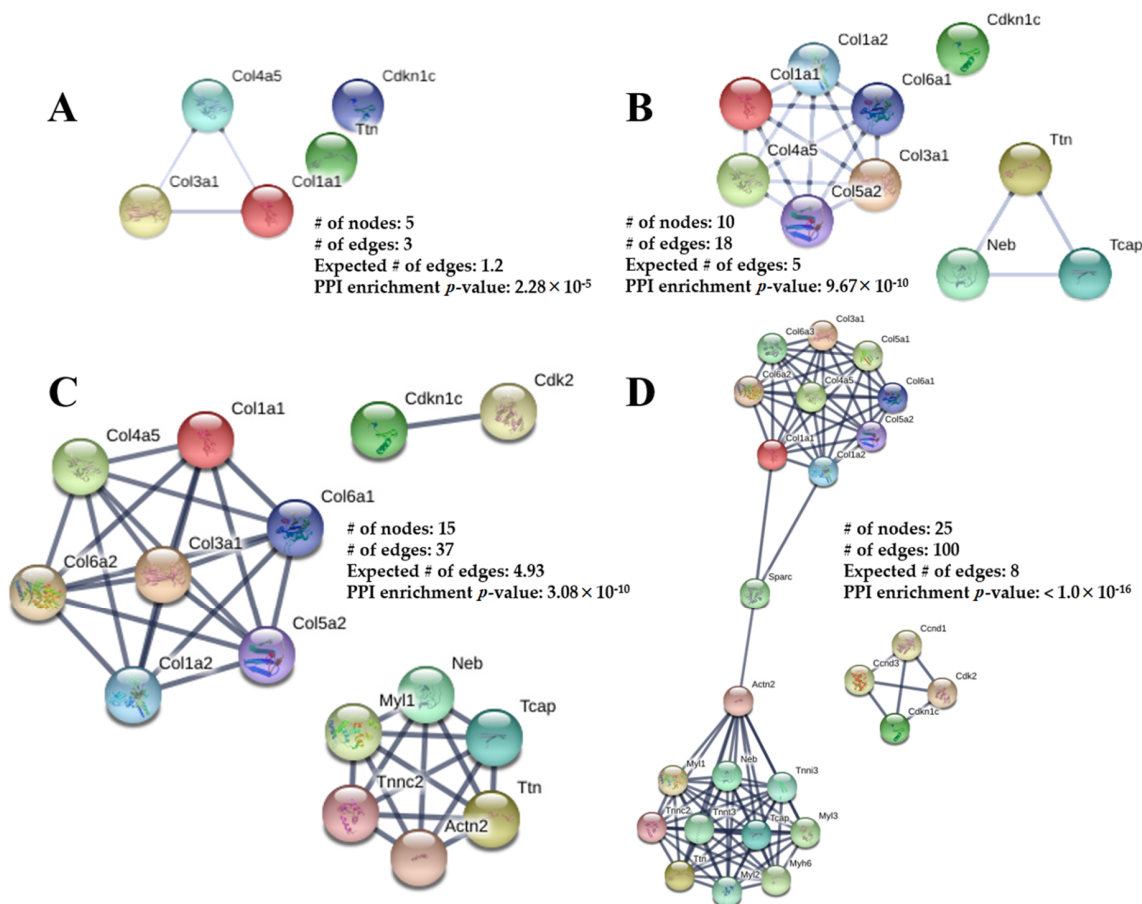 A
Col4a5
Cdkn1c
Ttn
Col3a1
Col1a1
# of nodes: 5
# of edges: 3
Expected # of edges: 1.2
PPI enrichment p-value: 2.28 × 10-5
B
Col1a2
Cdkn1c
Col1a1
Col6a1
Col4a5
Col3a1
Col5a2
Ttn
Neb
Tcap
# of nodes: 10
# of edges: 18
Expected # of edges: 5
PPI enrichment p-value: 9.67× 10-10
C
Col1a1
Cdkn1c
Cdk2
Col4a5
Col6a1
Col3a1
Col6a2
Col5a2
Col1a2
# of nodes: 15
# of edges: 37
Expected # of edges: 4.93
PPI enrichment p-value: 3.08 × 10-10
Neb
Myl1
Tcap
Tnnc2
Ttn
Actn2
D
Col3a1
Col6a3
Col5a1
Col6a2
Col4a5
Col6a1
Col5a2
Col1a1
Col1a2
# of nodes: 25
# of edges: 100
Expected # of edges: 8
PPI enrichment p-value: < 1.0 × 10-16
Sparc
Ccnd1
Ccnd3
Cdk2
Cdkn1c
Actn2
Myl1
Neb
Tnni3
Tnnc2
Tnnt3
Tcap
Myl3
Ttn
Myl2
Myh6